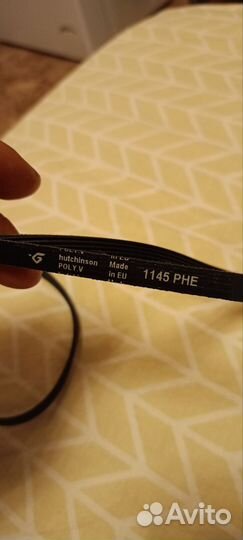 hutchinson
POLY.V
Made
in EU
1145 PHE
Avito